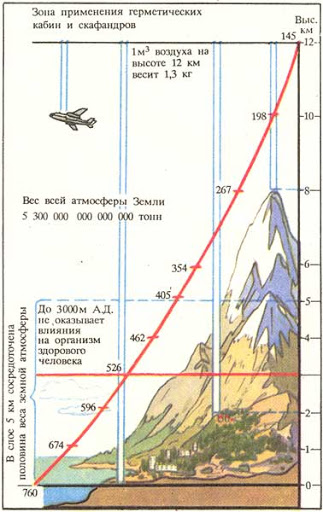 Зона применения герметических
кабин и скафандров
Выс.
км
145
12
1м³ воздуха на
высоте 12 км
весит 1,3 кг
198
10
267
8
Вес всей атмосферы Земли
5 300 000 000 000 000 тонн
354
6
405
5
До 3000м А.Д.
не оказывает
влияния
на организм
здорового
человека
462
4
526
3
596
2
674
1
760
0
В слое 5 км сосредоточена
половина веса земной атмосферы